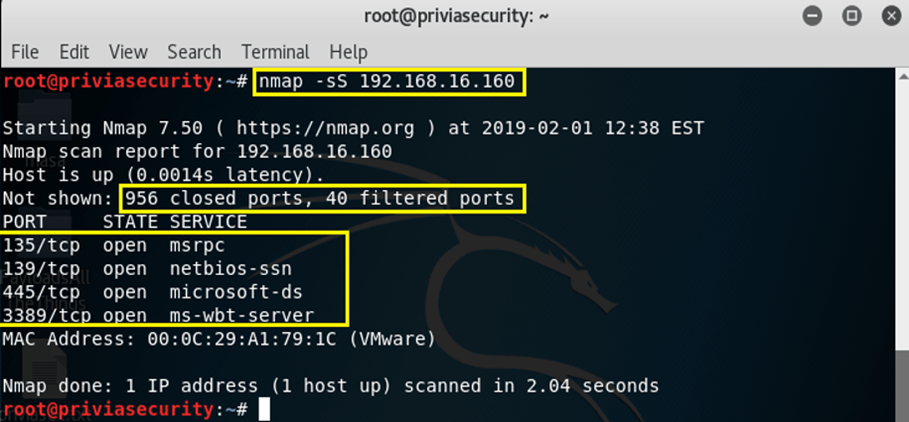 root@priviasecurity: ~
File Edit View Search Terminal Help
root@priviasecurity:~# nmap -sS 192.168.16.160
Starting Nmap 7.50 ( https://nmap.org ) at 2019-02-01 12:38 EST
Nmap scan report for 192.168.16.160
Host is up (0.0014s latency).
Not shown: 956 closed ports, 40 filtered ports
PORT STATE SERVICE
135/tcp open msrpc
139/tcp open netbios-ssn
445/tcp open microsoft-ds
3389/tcp open ms-wbt-server
MAC Address: 00:0C:29:A1:79:1C (VMware)
Nmap done: 1 IP address (1 host up) scanned in 2.04 seconds
root@priviasecurity:~#